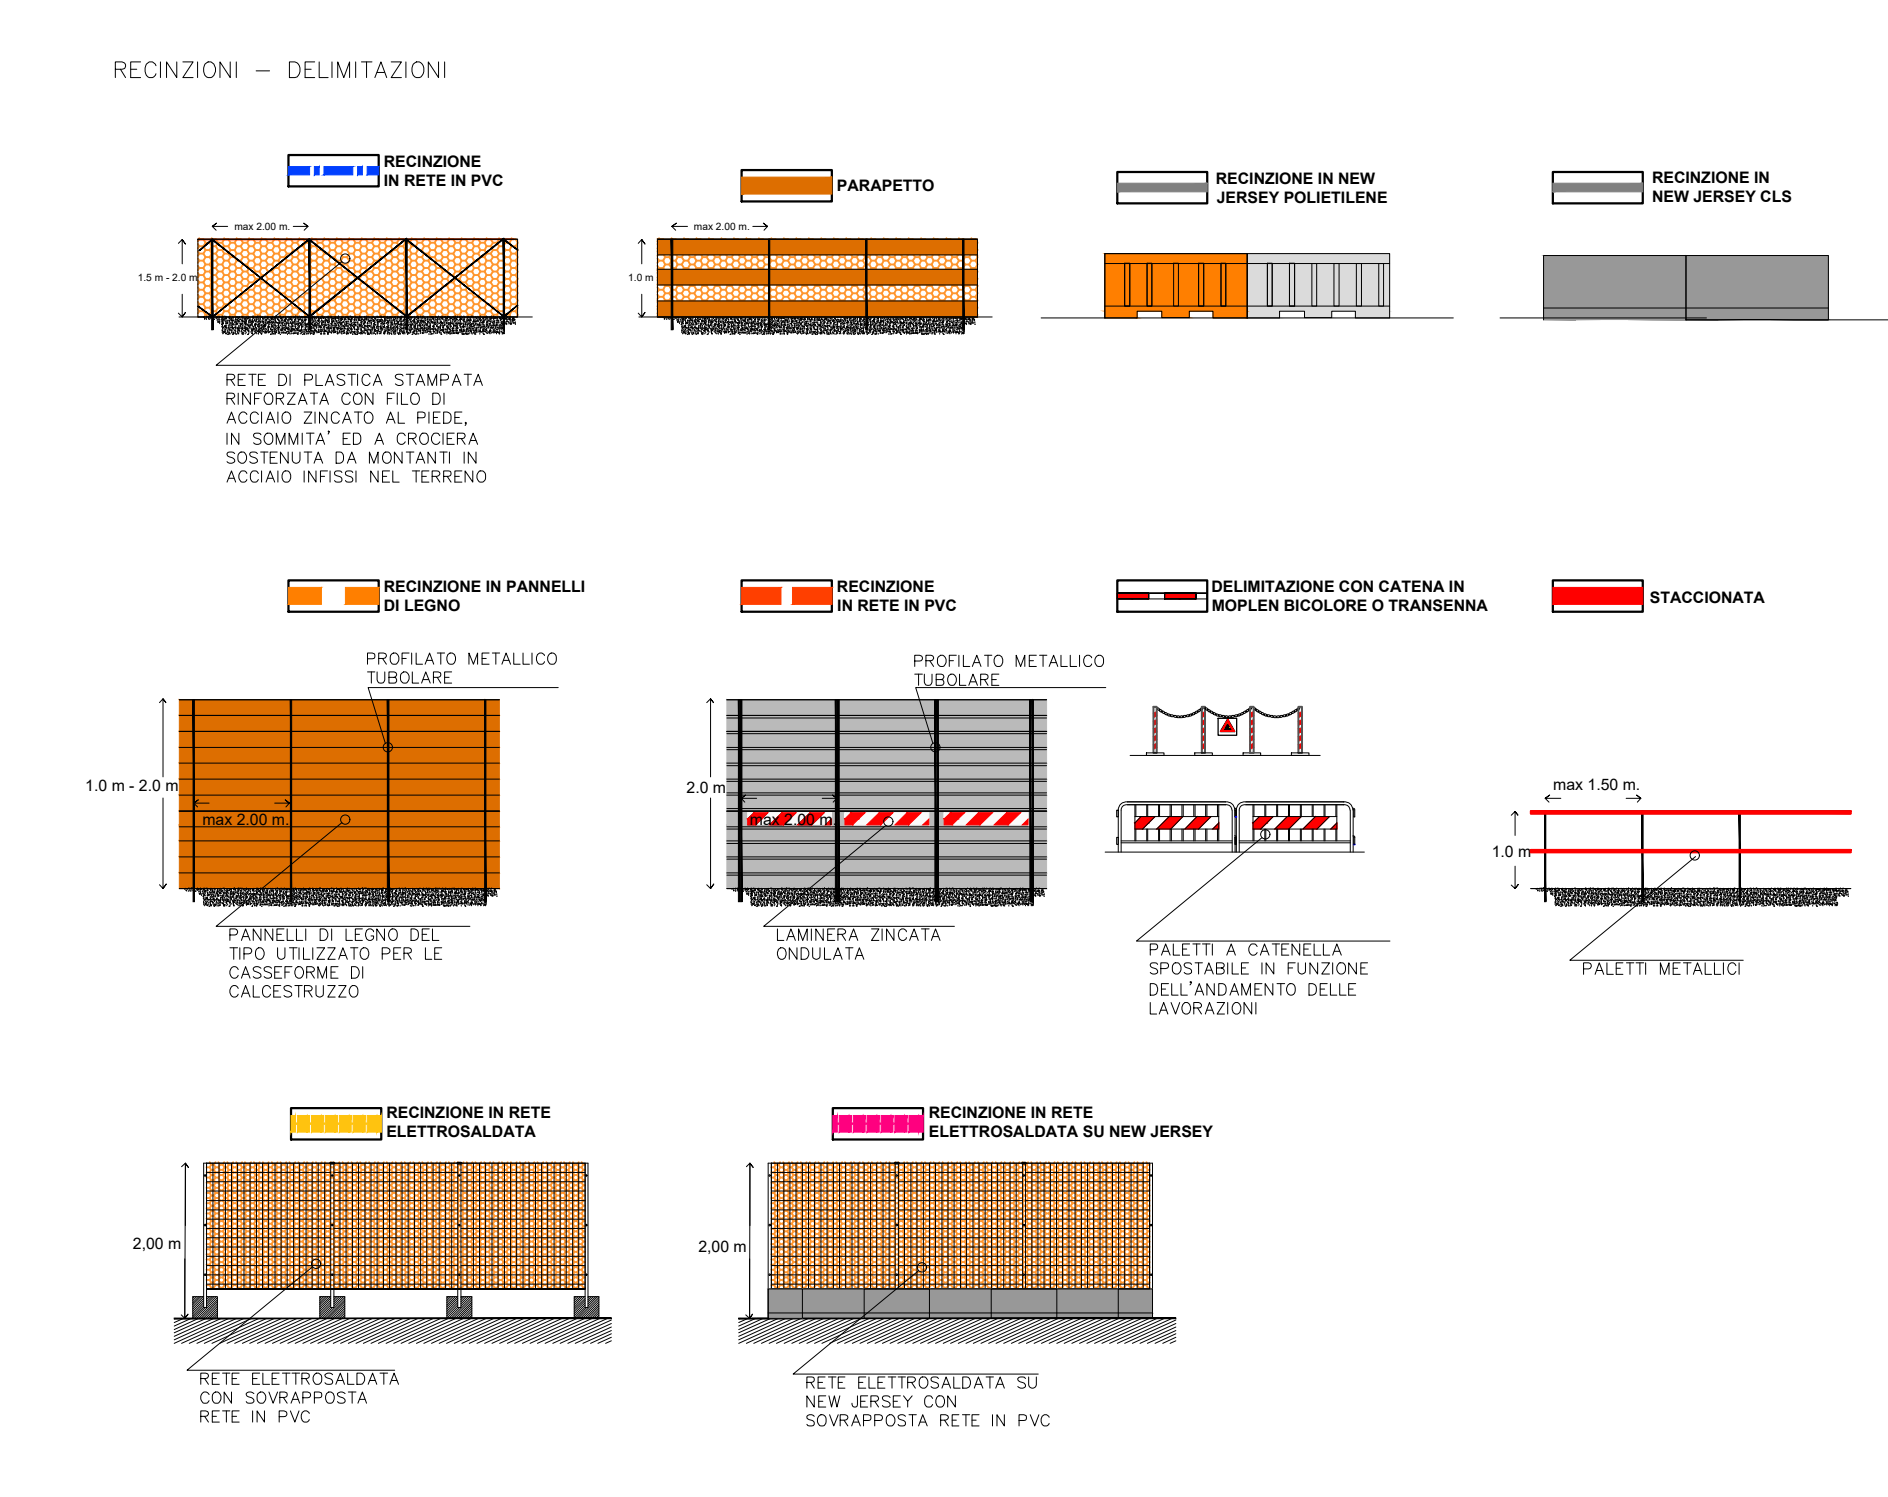 RECINZIONI – DELIMITAZIONI
RECINZIONE
IN RETE IN PVC
max 2.00 m.
1.5 m - 2.0 m
RETE DI PLASTICA STAMPATA
RINFORZATA CON FILO DI
ACCIAIO ZINCATO AL PIEDE,
IN SOMMITA' ED A CROCIERA
SOSTENUTA DA MONTANTI IN
ACCIAIO INFISSI NEL TERRENO
PARAPETTO
max 2.00 m.
1.0 m
RECINZIONE IN NEW
JERSEY POLIETILENE
RECINZIONE IN
NEW JERSEY CLS
RECINZIONE IN PANNELLI
DI LEGNO
PROFILATO METALLICO
TUBOLARE
1.0 m - 2.0 m
max 2.00 m.
PANNELLI DI LEGNO DEL
TIPO UTILIZZATO PER LE
CASSEFORME DI
CALCESTRUZZO
RECINZIONE
IN RETE IN PVC
PROFILATO METALLICO
TUBOLARE
2.0 m
max 2.00 m.
LAMINERA ZINCATA
ONDULATA
DELIMITAZIONE CON CATENA IN
MOPLEN BICOLORE O TRANSENNA
PALETTI A CATENELLA
SPOSTABILE IN FUNZIONE
DELL'ANDAMENTO DELLE
LAVORAZIONI
STACCIONATA
max 1.50 m.
1.0 m
PALETTI METALLICI
RECINZIONE IN RETE
ELETTROSALDATA
2,00 m
RETE ELETTROSALDATA
CON SOVRAPPOSTA
RETE IN PVC
RECINZIONE IN RETE
ELETTROSALDATA SU NEW JERSEY
2,00 m
RETE ELETTROSALDATA SU
NEW JERSEY CON
SOVRAPPOSTA RETE IN PVC